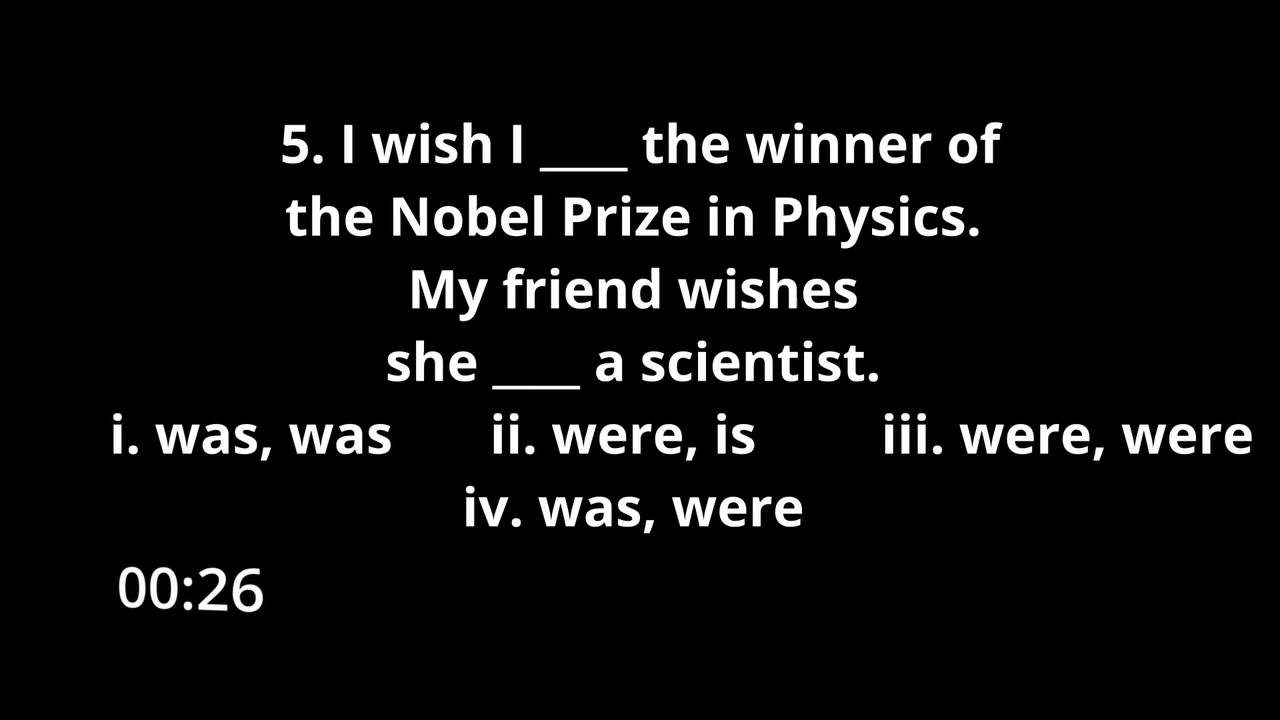 5. I wish I ____ the winner of
the Nobel Prize in Physics.
My friend wishes
she ____ a scientist.
i. was, was ii. were, is iii. were, were
iv. was, were
00:26